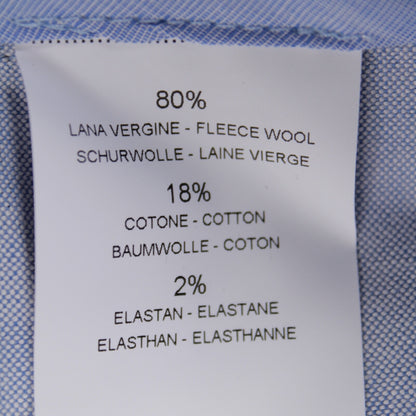 80%
LANA VERGINE - FLEECE WOOL
SCHURWOLLE - LAINE VIERGE
18%
COTONE - COTTON
BAUMWOLLE - COTON
2%
ELASTAN - ELASTANE
ELASTHAN - ELASTHANNE